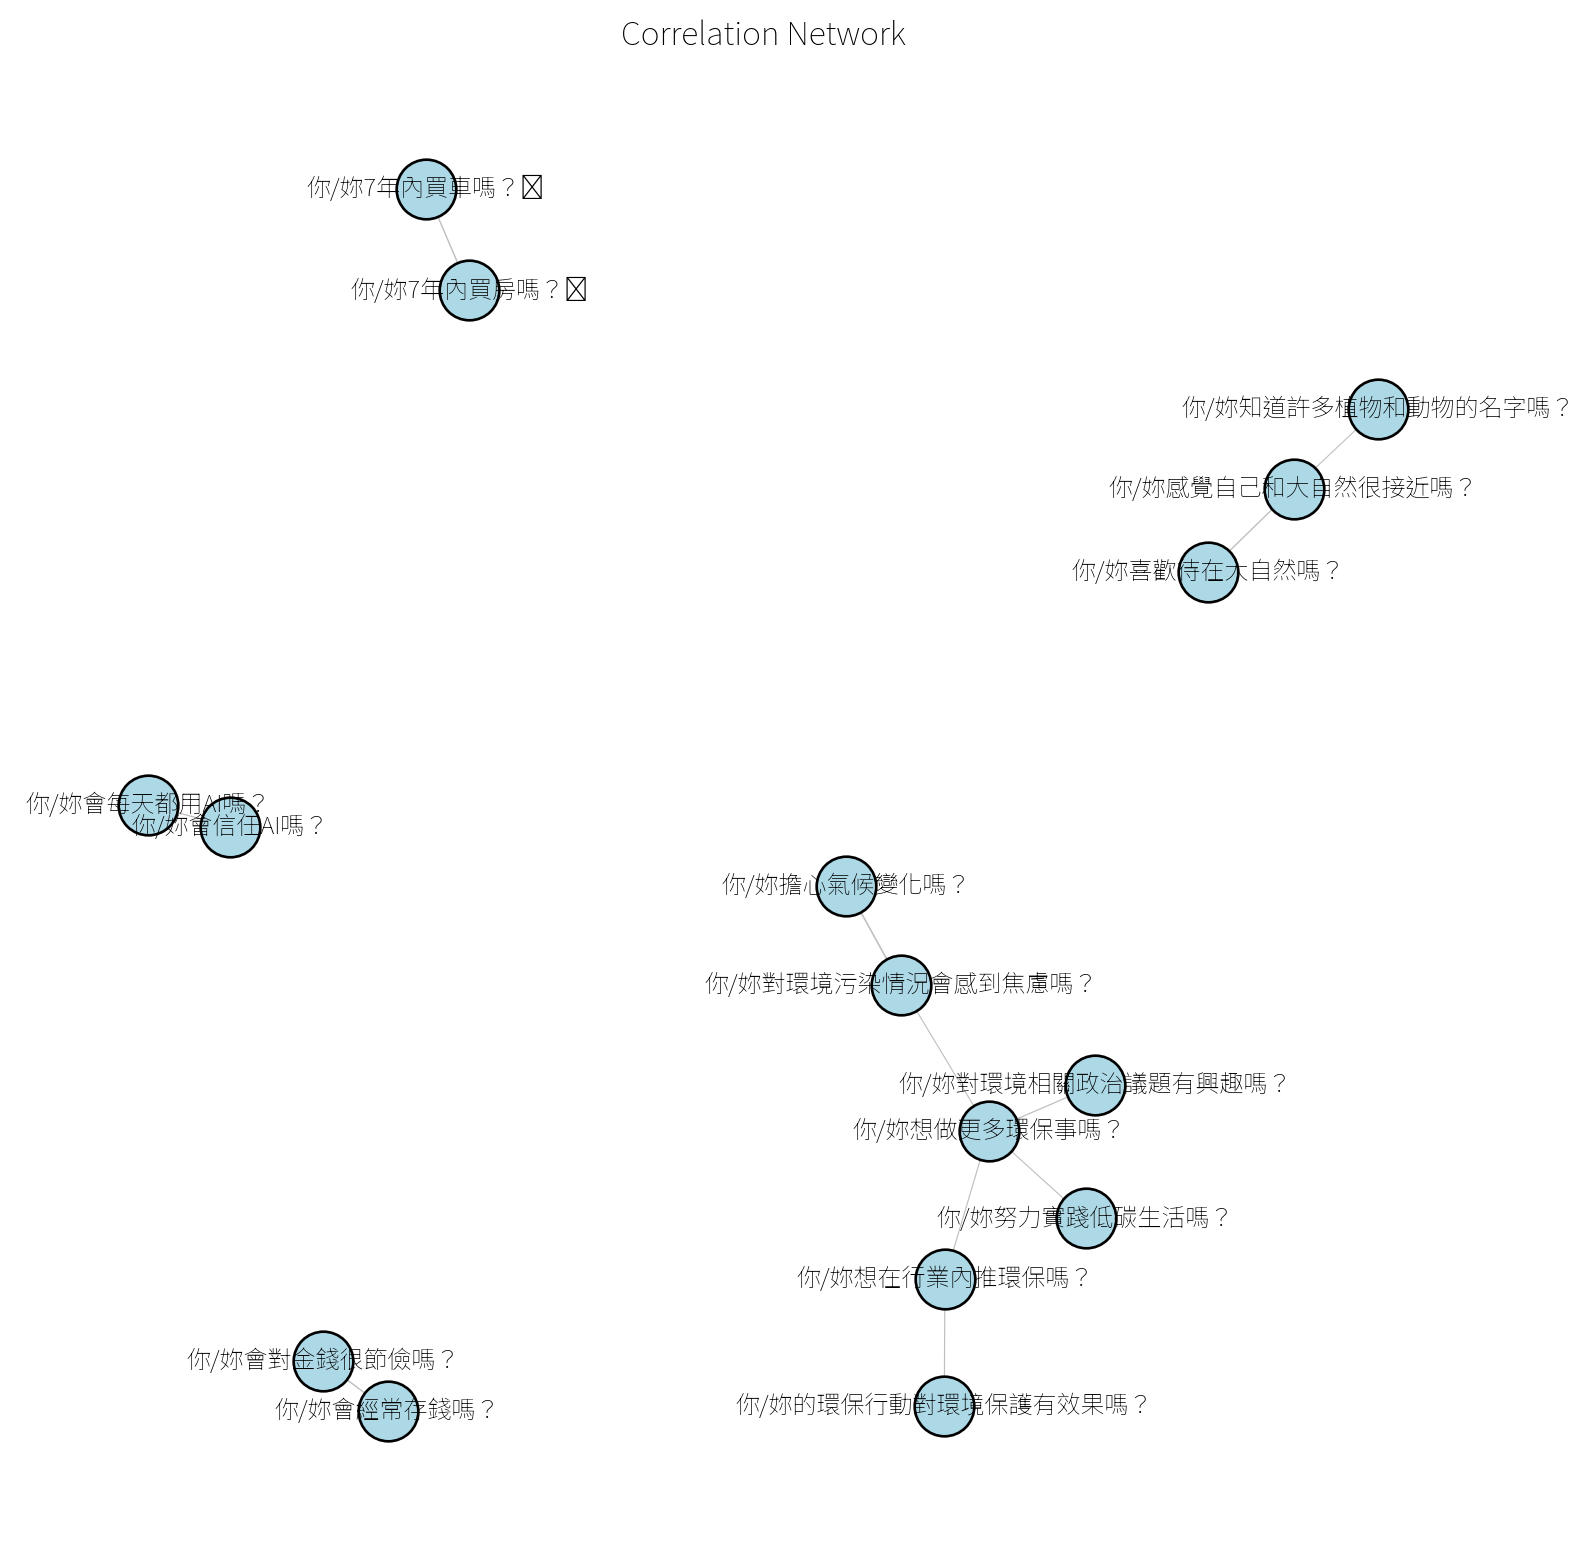 Correlation Network
你/妳7年內買車嗎？
你/妳7年內買房嗎？
你/妳知道許多植物和動物的名字嗎？
你/妳感覺自己和大自然很接近嗎？
你/妳喜歡待在大自然嗎？
你/妳會每天都用AI嗎？
你/妳會信任AI嗎？
你/妳擔心氣候變化嗎？
你/妳對環境污染情況會感到焦慮嗎？
你/妳對環境相關政治議題有興趣嗎？
你/妳想做更多環保事嗎？
你/妳努力實踐低碳生活嗎？
你/妳想在行業內推環保嗎？
你/妳會對金錢很節儉嗎？
你/妳會經常存錢嗎？
你/妳的環保行動對環境保護有效果嗎？